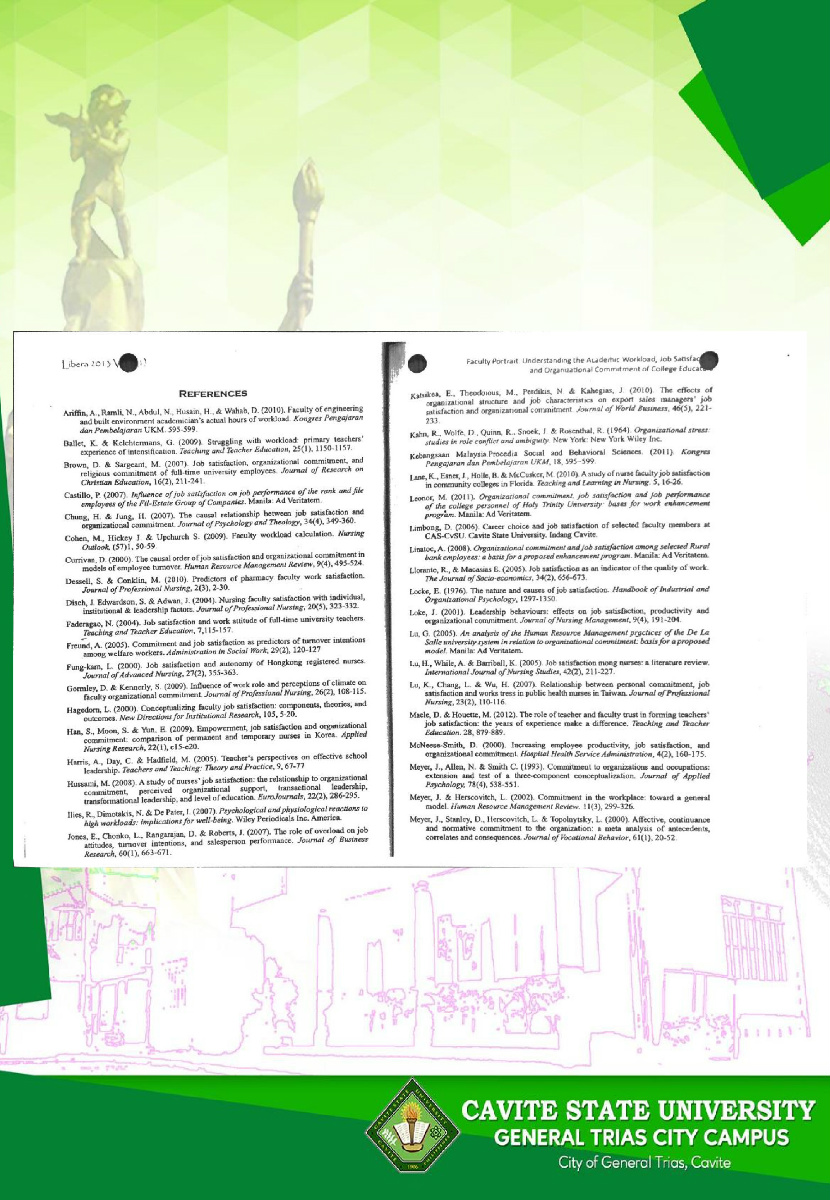 Libera 2013
REFERENCES
Ariffin, A., Ramli, N., Abdul, N., Husain, H., & Wahab, D. (2010). Faculty of engineering
and built environment academician's actual hours of workload. Kongres Pengajaran
dan Pembelajaran UKM. 595-599.
Ballet, K. & Kelchtermans, G. (2009). Struggling with workload: primary teachers'
experience of intensification. Teaching and Teacher Education, 25(1), 1150-1157.
Brown, D. & Sargeant, M. (2007). Job satisfaction, organizational commitment, and
religious commitment of full-time university employees. Journal of Research on
Christian Education, 16(2), 211-241.
Castillo, P. (2007). Influence of job satisfaction on job performance of the rank and file
employees of the Fil-Estate Group of Companies. Manila: Ad Veritatem.
Chung, H. & Jung, H. (2007). The causal relationship between job satisfaction and
organizational commitment. Journal of Psychology and Theology, 34(4), 349-360.
Cohen, M., Hickey J. & Upchurch S. (2009). Faculty workload calculation. Nursing
Outlook, (57)1, 50-59.
Currivan, D. (2000). The causal order of job satisfaction and organizational commitment in
models of employee turnover. Human Resource Management Review, 9(4), 495-524.
Dessell, S. & Conklin, M. (2010). Predictors of pharmacy faculty work satisfaction.
Journal of Professional Nursing, 2(3), 2-30.
Disch, J. Edwardson, S. & Adwan, J. (2004). Nursing faculty satisfaction with individual,
institutional & leadership factors. Journal of Professional Nursing, 20(5), 323-332.
Faderagao, N. (2004). Job satisfaction and work attitude of full-time university teachers.
Teaching and Teacher Education, 7,115-157.
Freund, A. (2005). Commitment and job satisfaction as predictors of turnover intentions
among welfare workers. Administration in Social Work, 29(2), 120-127
Fung-kam, L. (2000). Job satisfaction and autonomy of Hongkong registered nurses.
Journal of Advanced Nursing, 27(2), 355-363.
Gormley, D. & Kennerly, S. (2009). Influence of work role and perceptions of climate on
faculty organizational commitment. Journal of Professional Nursing, 26(2), 108-115.
Hagedorn, L. (2000). Conceptualizing faculty job satisfaction: components, theories, and
outcomes. New Directions for Institutional Research, 105, 5-20.
Han, S., Moon, S. & Yun, E. (2009). Empowerment, job satisfaction and organizational
commitment: comparison of permanent and temporary nurses in Korea. Applied
Nursing Research, 22(1), e15-e20.
Harris, A., Day, C. & Hadfield, M. (2005). Teacher's perspectives on effective school
leadership. Teachers and Teaching: Theory and Practice, 9, 67-77
Hussami, M. (2008). A study of nurses' job satisfaction: the relationship to organizational
commitment, perceived organizational support, transactional leadership,
transformational leadership, and level of education. EuroJournals, 22(2), 286-295.
Ilies, R., Dimotakis, N. & De Pater, I. (2007). Psychological and physiological reactions to
high workloads: implications for well-being. Wiley Periodicals Inc. America.
Jones, E., Chonko, L., Rangarajan, D. & Roberts, J. (2007). The role of overload on job
attitudes, turnover intentions, and salesperson performance. Journal of Business
Research, 60(1), 663-671.
Faculty Portrait: Understanding the Academic Workload, Job Satisfac
and Organizational Commitment of College Educat
Katsikea, E., Theodosious, M., Perdikis, N. & Kahegias, J. (2010). The effects of
organizational structure and job characteristics on export sales managers' job
satisfaction and organizational commitment. Journal of World Business, 46(5), 221-
233.
Kahn, R., Wolfe, D., Quinn, R., Snoek, J. & Rosenthal, R. (1964). Organizational stress:
studies in role conflict and ambiguity. New York: New York Wiley Inc.
Kebangsaan Malaysia.Procedia Social and Behavioral Sciences. (2011). Kongres
Pengajaran dan Pembelajaran UKM, 18, 595-599.
Lane, K., Esser, J., Holte, B. & McCusker, M. (2010). A study of nurse faculty job satisfaction
in community colleges in Florida. Teaching and Learning in Nursing. 5, 16-26.
Leonor, M. (2011). Organizational commitment, job satisfaction and job performance
of the college personnel of Holy Trinity University: bases for work enhancement
program. Manila: Ad Veritatem.
Limbong, D. (2006). Career choice and job satisfaction of selected faculty members at
CAS-CvSU. Cavite State University. Indang Cavite.
Linatoc, A. (2008). Organizational commitment and job satisfaction among selected Rural
bank employees: a basis for a proposed enhancement program. Manila: Ad Veritatem.
Lloranto, R., & Macasias E. (2005). Job satisfaction as an indicator of the quality of work.
The Journal of Socio-economics, 34(2), 656-673.
Locke, E. (1976). The nature and causes of job satisfaction. Handbook of Industrial and
Organizational Psychology, 1297-1350.
Loke, J. (2001). Leadership behaviours: effects on job satisfaction, productivity and
organizational commitment. Journal of Nursing Management, 9(4), 191-204.
Lu, G. (2005). An analysis of the Human Resource Management practices of the De La
Salle university system in relation to organisational commitment: basis for a proposed
model. Manila: Ad Veritatem.
Lu, H., While, A. & Barriball, K. (2005). Job satisfaction mong nurses: a literature review.
International Journal of Nursing Studies, 42(2), 211-227.
Lu, K., Chang, L. & Wu, H. (2007). Relationship between personal commitment, job
satisfaction and works tress in public health nurses in Taiwan. Journal of Professional
Nursing, 23(2), 110-116.
Maele, D. & Houette, M. (2012). The role of teacher and faculty trust in forming teachers'
job satisfaction: the years of experience make a difference. Teaching and Teacher
Education. 28, 879-889.
McNeese-Smith, D. (2000). Increasing employee productivity, job satisfaction, and
organizational commitment. Hospital Health Service Administration, 4(2), 160-175.
Meyer, J., Allen, N. & Smith C. (1993). Commitment to organizations and occupations:
extension and test of a three-component conceptualization. Journal of Applied
Psychology, 78(4), 538-551.
Meyer, J. & Herscovitch, L. (2002). Commitment in the workplace: toward a general
model. Human Resource Management Review. 11(3), 299-326.
Meyer, J., Stanley, D., Herscovitch, L. & Topolnytsky, L. (2000). Affective, continuance
and normative commitment to the organization: a meta analysis of antecedents,
correlates and consequences. Journal of Vocational Behavior, 61(1), 20-52.
CAVITE STATE UNIVERSITY
GENERAL TRIAS CITY CAMPUS
City of General Trias, Cavite